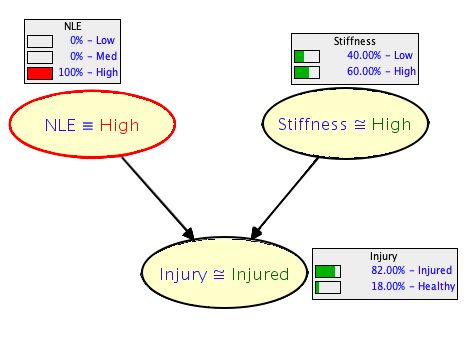 NLE
0% - Low
0% - Med
100% - High
Stiffness
40.00% - Low
60.00% - High
NLE ≡ High
Stiffness ≅ High
Injury ≅ Injured
Injury
82.00% - Injured
18.00% - Healthy